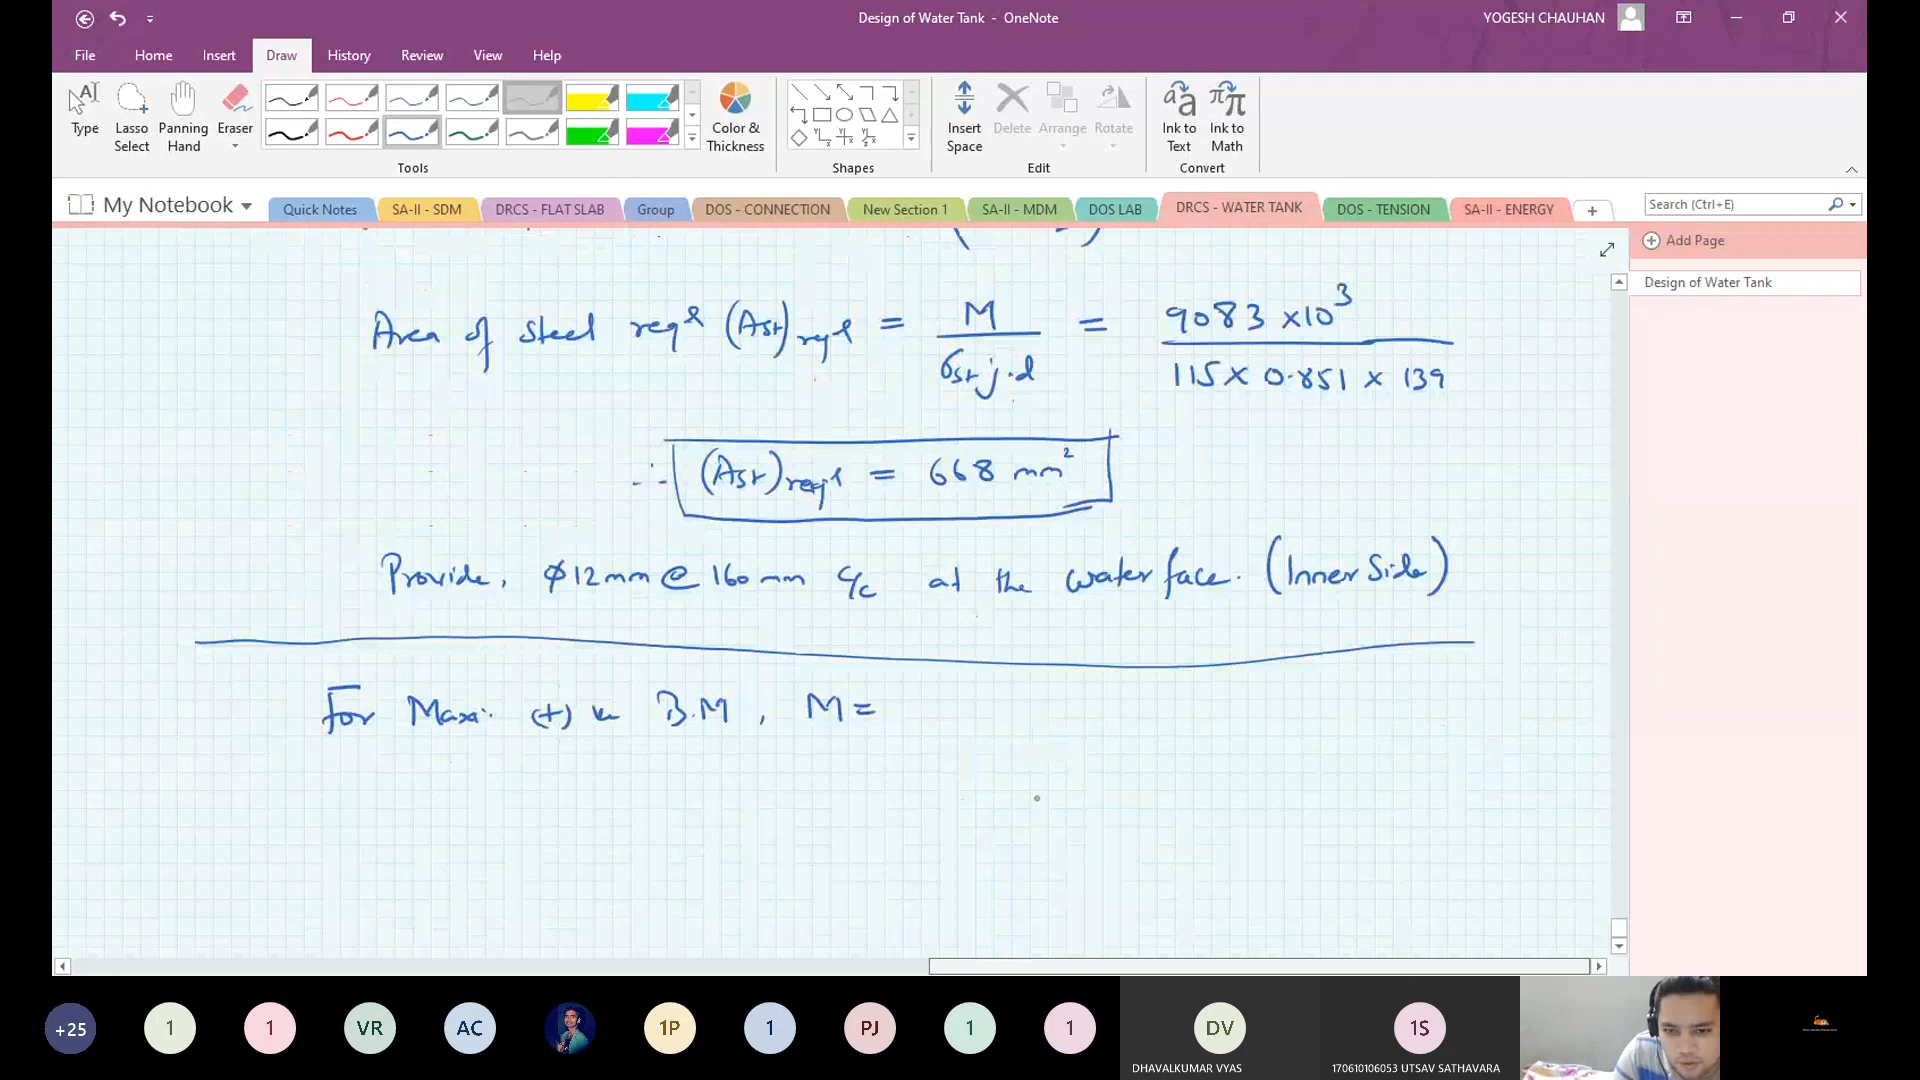 Design of Water Tank - OneNote
YOGESH CHAUHAN
File Home Insert Draw History Review View Help
Type
Lasso Select
Panning Hand
Eraser
Color & Thickness
Insert Space
Delete
Arrange
Rotate
Ink to Text
Ink to Math
Tools
Shapes
Edit
Convert
My Notebook
Quick Notes
SA-II - SDM
DRCS - FLAT SLAB
Group
DOS - CONNECTION
New Section 1
SA-II - MDM
DOS LAB
DRCS - WATER TANK
DOS - TENSION
SA-II - ENERGY
Search (Ctrl+E)
Add Page
Design of Water Tank
Area of steel reqd (Ast)reqd = M / σst j.d = 9083 x10³ / 115 x 0.851 x 139
∴ (Ast)reqd = 668 mm²
Provide, φ12mm @ 160mm c/c at the water face. (Inner Side)
For Maxi. (+) ve B.M, M =
+25
1
1
VR
AC
1P
1
PJ
1
1
DV
DHAVALKUMAR VYAS
1S
170610106053 UTSAV SATHAVARA